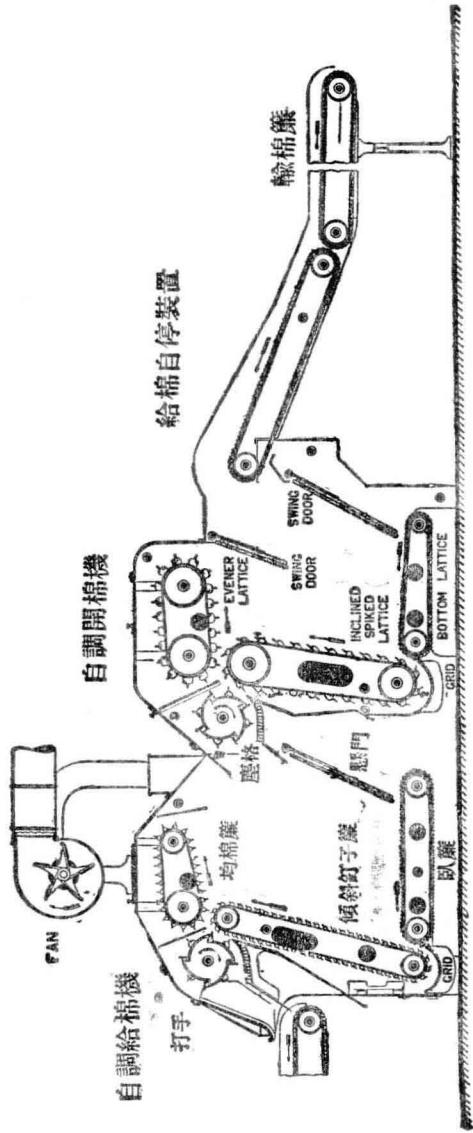 輸棉簾
給棉自停裝置
自調開棉機
EVENER
LATTICE
SWING
DOOR
SWING
DOOR
INCLINED
SPIKED
LATTICE
BOTTOM LATTICE
GRID
塵格
懸門
FAN
均棉簾
傾斜釘子簾
臥簾
GRID
自調給棉機
打手